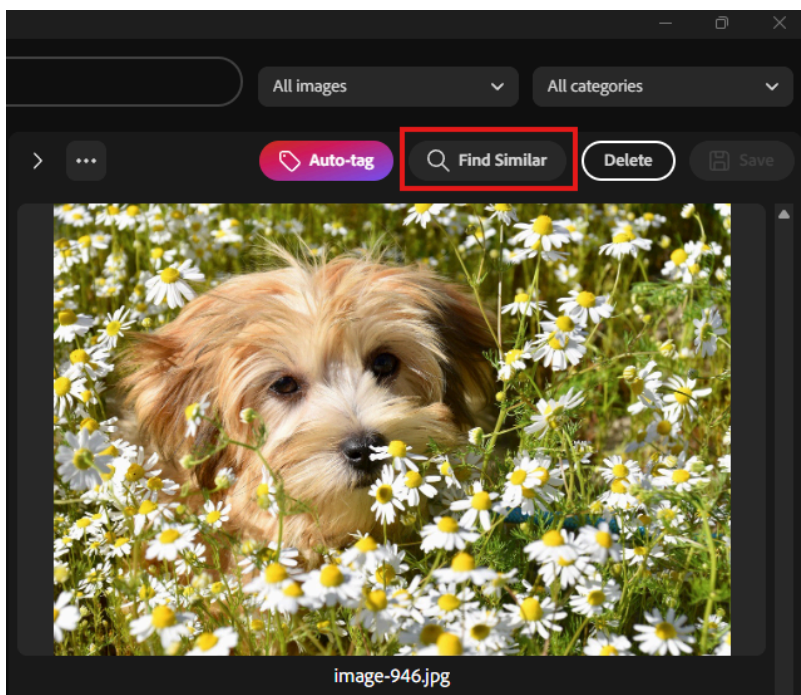 All images
All categories
Auto-tag
Find Similar
Delete
Save
image-946.jpg